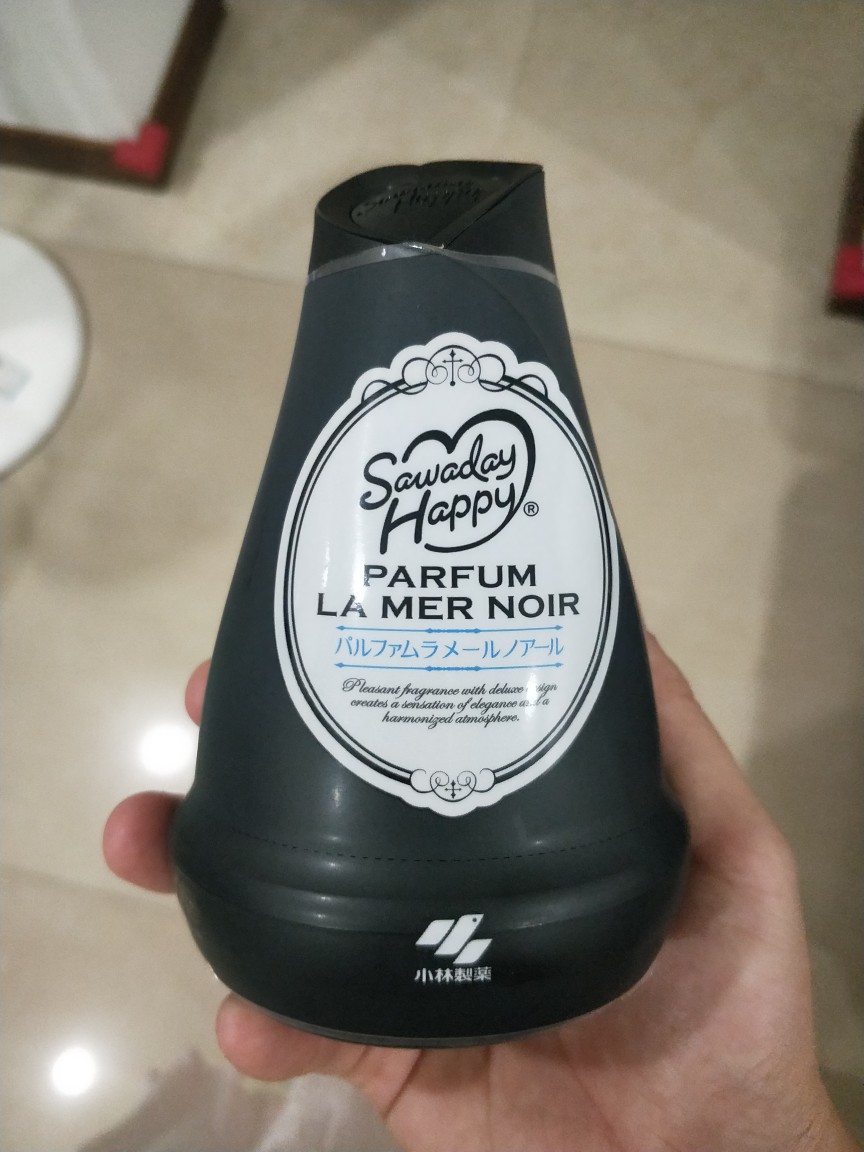 Sawaday
Happy®
PARFUM
LA MER NOIR
パルファムラメールノアール
Pleasant fragrance with deluxe design
creates a sensation of elegance and a
harmonized atmosphere.
小林製薬